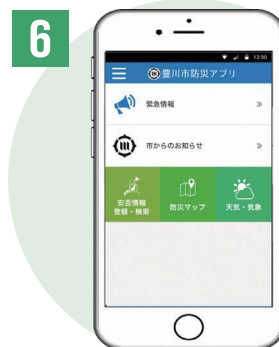 6
12:30
豊川市防災アプリ
緊急情報
市からのお知らせ
安否情報
登録・検索
防災マップ
天気・気象